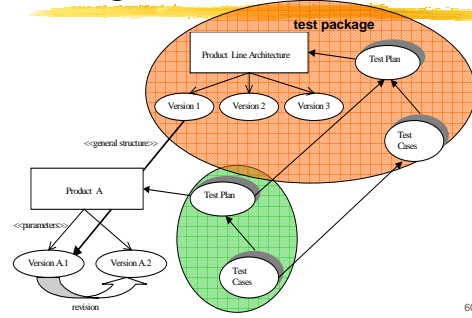 test package
Product Line Architecture
Test Plan
Version 1
Version 2
Version 3
Test
Cases
<<general structure>>
Product A
Test Plan
<<parameters>>
Version A.1
Version A.2
Test
Cases
revision